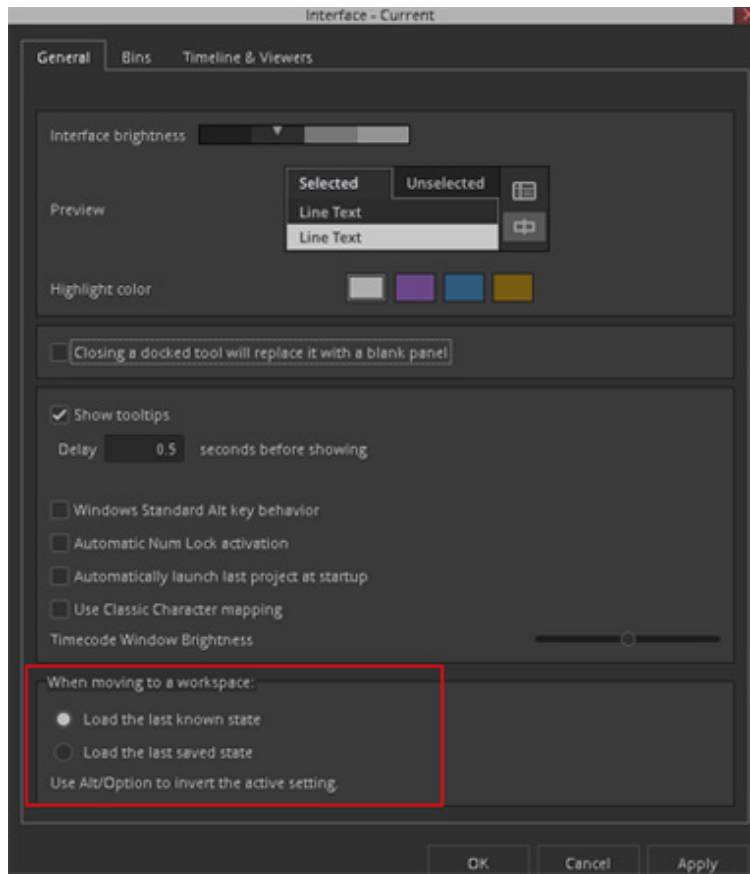 Interface - Current
General Bins Timeline & Viewers
Interface brightness
Preview
Selected Unselected
Line Text
Line Text
Highlight color
Closing a docked tool will replace it with a blank panel
Show tooltips
Delay 0.5 seconds before showing
Windows Standard Alt key behavior
Automatic Num Lock activation
Automatically launch last project at startup
Use Classic Character mapping
Timecode Window Brightness
When moving to a workspace:
Load the last known state
Load the last saved state
Use Alt/Option to invert the active setting.
OK Cancel Apply